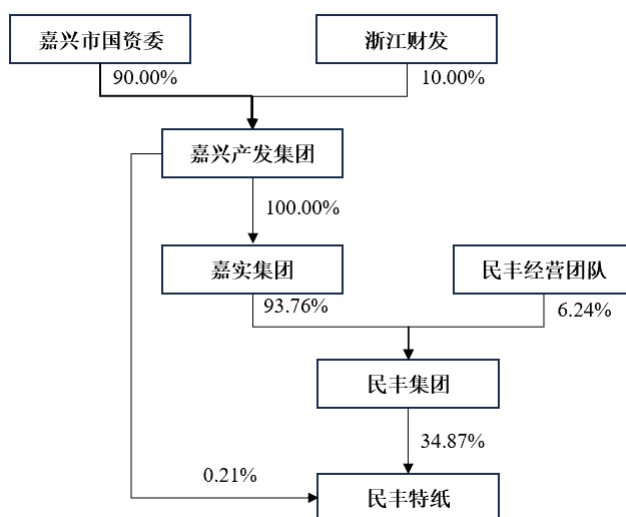 嘉兴市国资委
浙江财发
90.00%
10.00%
嘉兴产发集团
100.00%
嘉实集团
民丰经营团队
93.76%
6.24%
民丰集团
34.87%
0.21%
民丰特纸